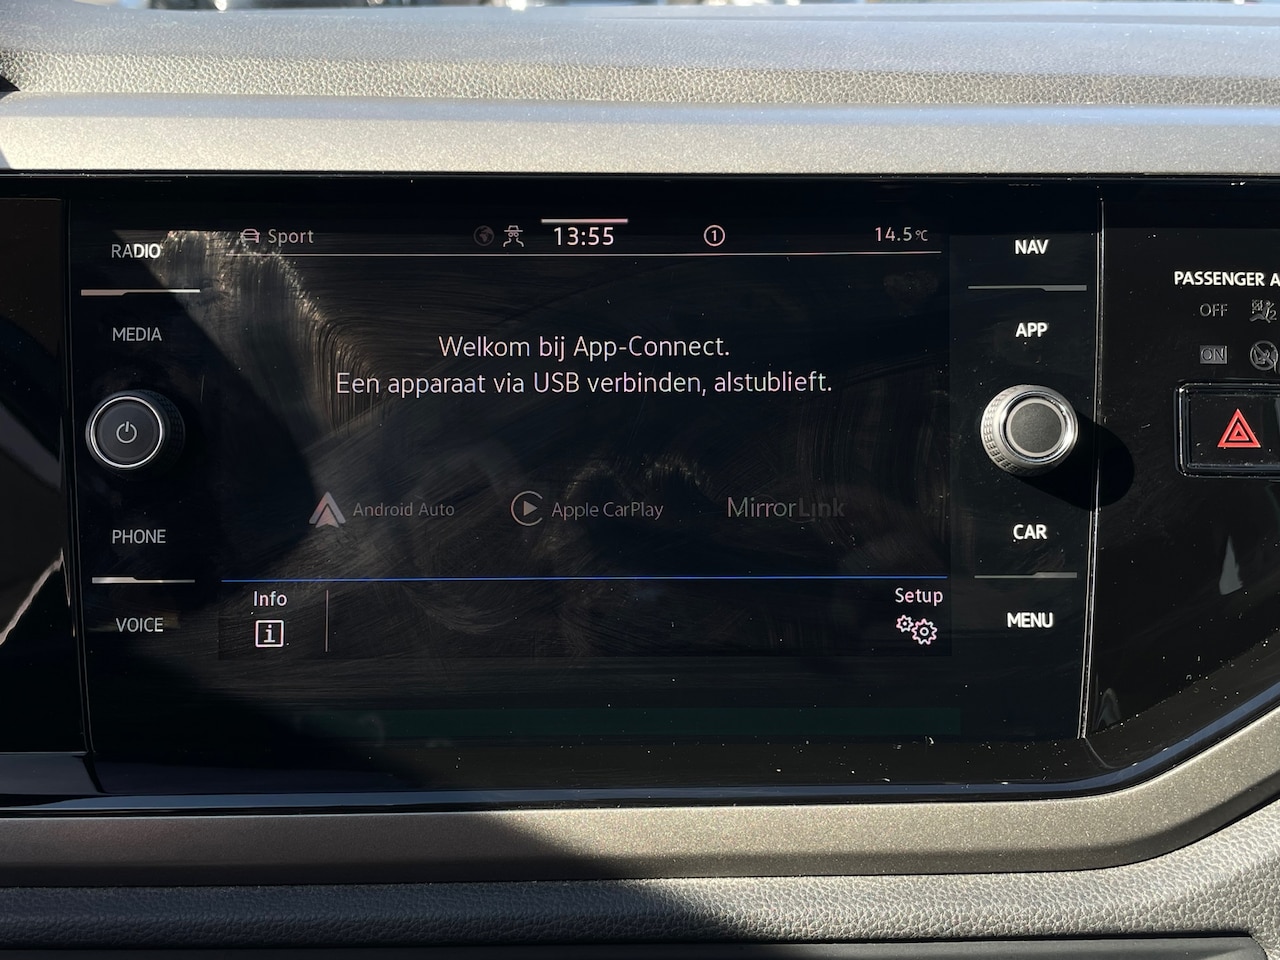 RADIO
MEDIA
PHONE
VOICE
Sport
13:55
1
14.5°C
Welkom bij App-Connect.
Een apparaat via USB verbinden, alstublieft.
Android Auto
Apple CarPlay
MirrorLink
Info
Setup
NAV
APP
CAR
MENU
PASSENGER A
OFF
ON